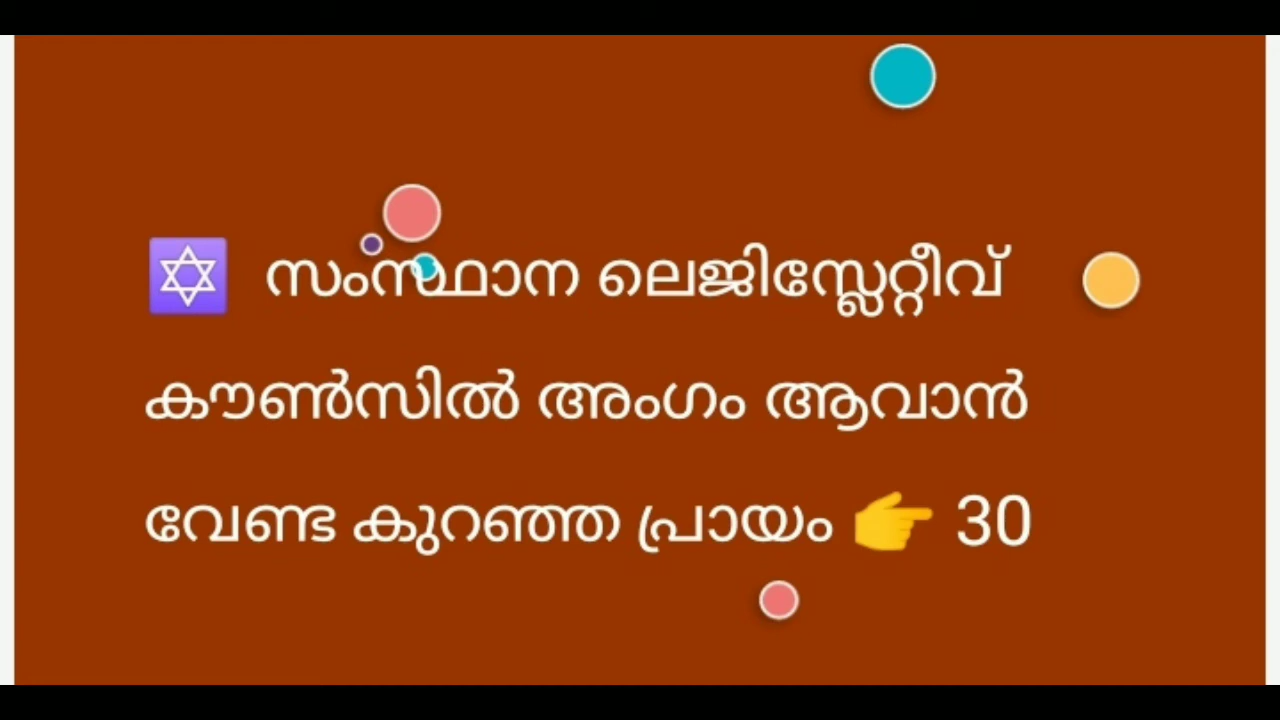 🔯 സംസ്ഥാന ലെജിസ്ലേറ്റീവ്
കൗൺസിൽ അംഗം ആവാൻ
വേണ്ട കുറഞ്ഞ പ്രായം 👉 30